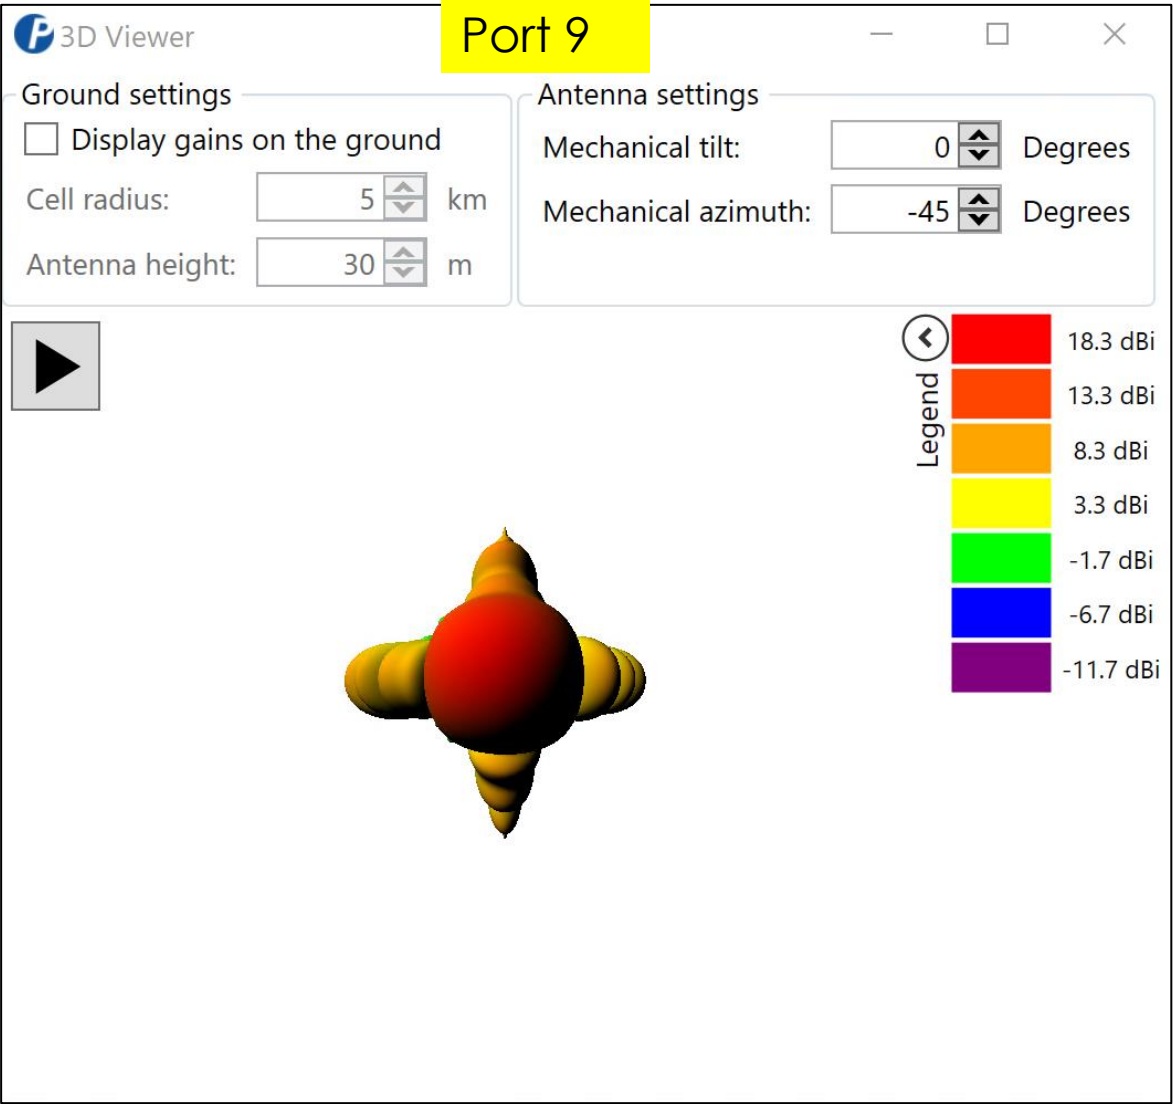 3D Viewer
Port 9
Ground settings
Display gains on the ground
Cell radius: 5 km
Antenna height: 30 m
Antenna settings
Mechanical tilt: 0 Degrees
Mechanical azimuth: -45 Degrees
Legend
18.3 dBi
13.3 dBi
8.3 dBi
3.3 dBi
-1.7 dBi
-6.7 dBi
-11.7 dBi